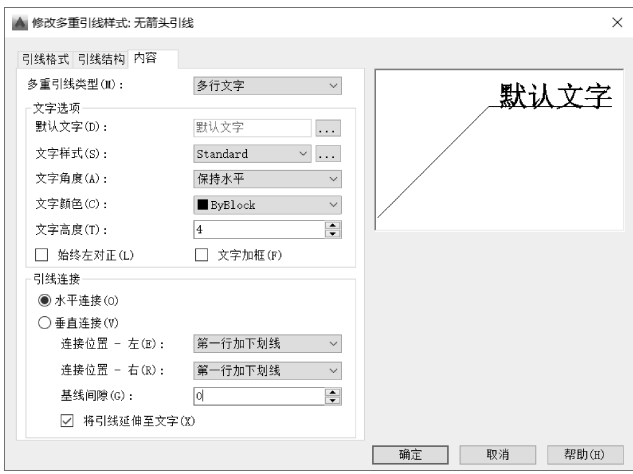 修改多重引线样式: 无箭头引线
引线格式 引线结构 内容
多重引线类型(M): 多行文字
文字选项
默认文字(D): 默认文字 ...
文字样式(S): Standard ...
文字角度(A): 保持水平
文字颜色(C): ByBlock
文字高度(T): 4
始终左对正(L) 文字加框(F)
引线连接
水平连接(O)
垂直连接(V)
连接位置 - 左(E): 第一行加下划线
连接位置 - 右(R): 第一行加下划线
基线间隙(G): 0
将引线延伸至文字(X)
默认文字
确定 取消 帮助(H)